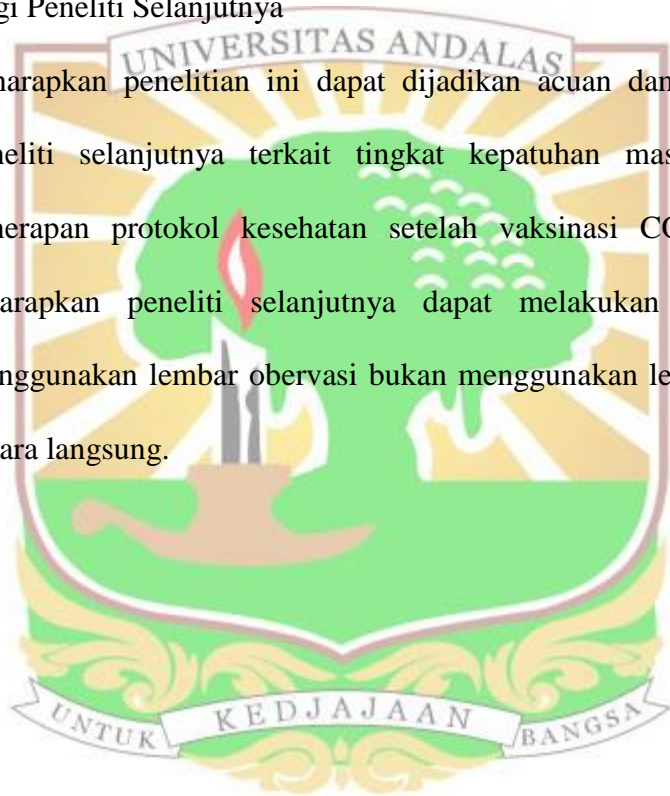 gi Peneliti Selanjutnya
UNIVERSITAS ANDALAS
harapkan penelitian ini dapat dijadikan acuan dan
neliti selanjutnya terkait tingkat kepatuhan mas
nerapan protokol kesehatan setelah vaksinasi CO
arapkan peneliti selanjutnya dapat melakukan
nggunakan lembar obervasi bukan menggunakan le
ara langsung.
UNTUK KEDJAJAAN BANGSA